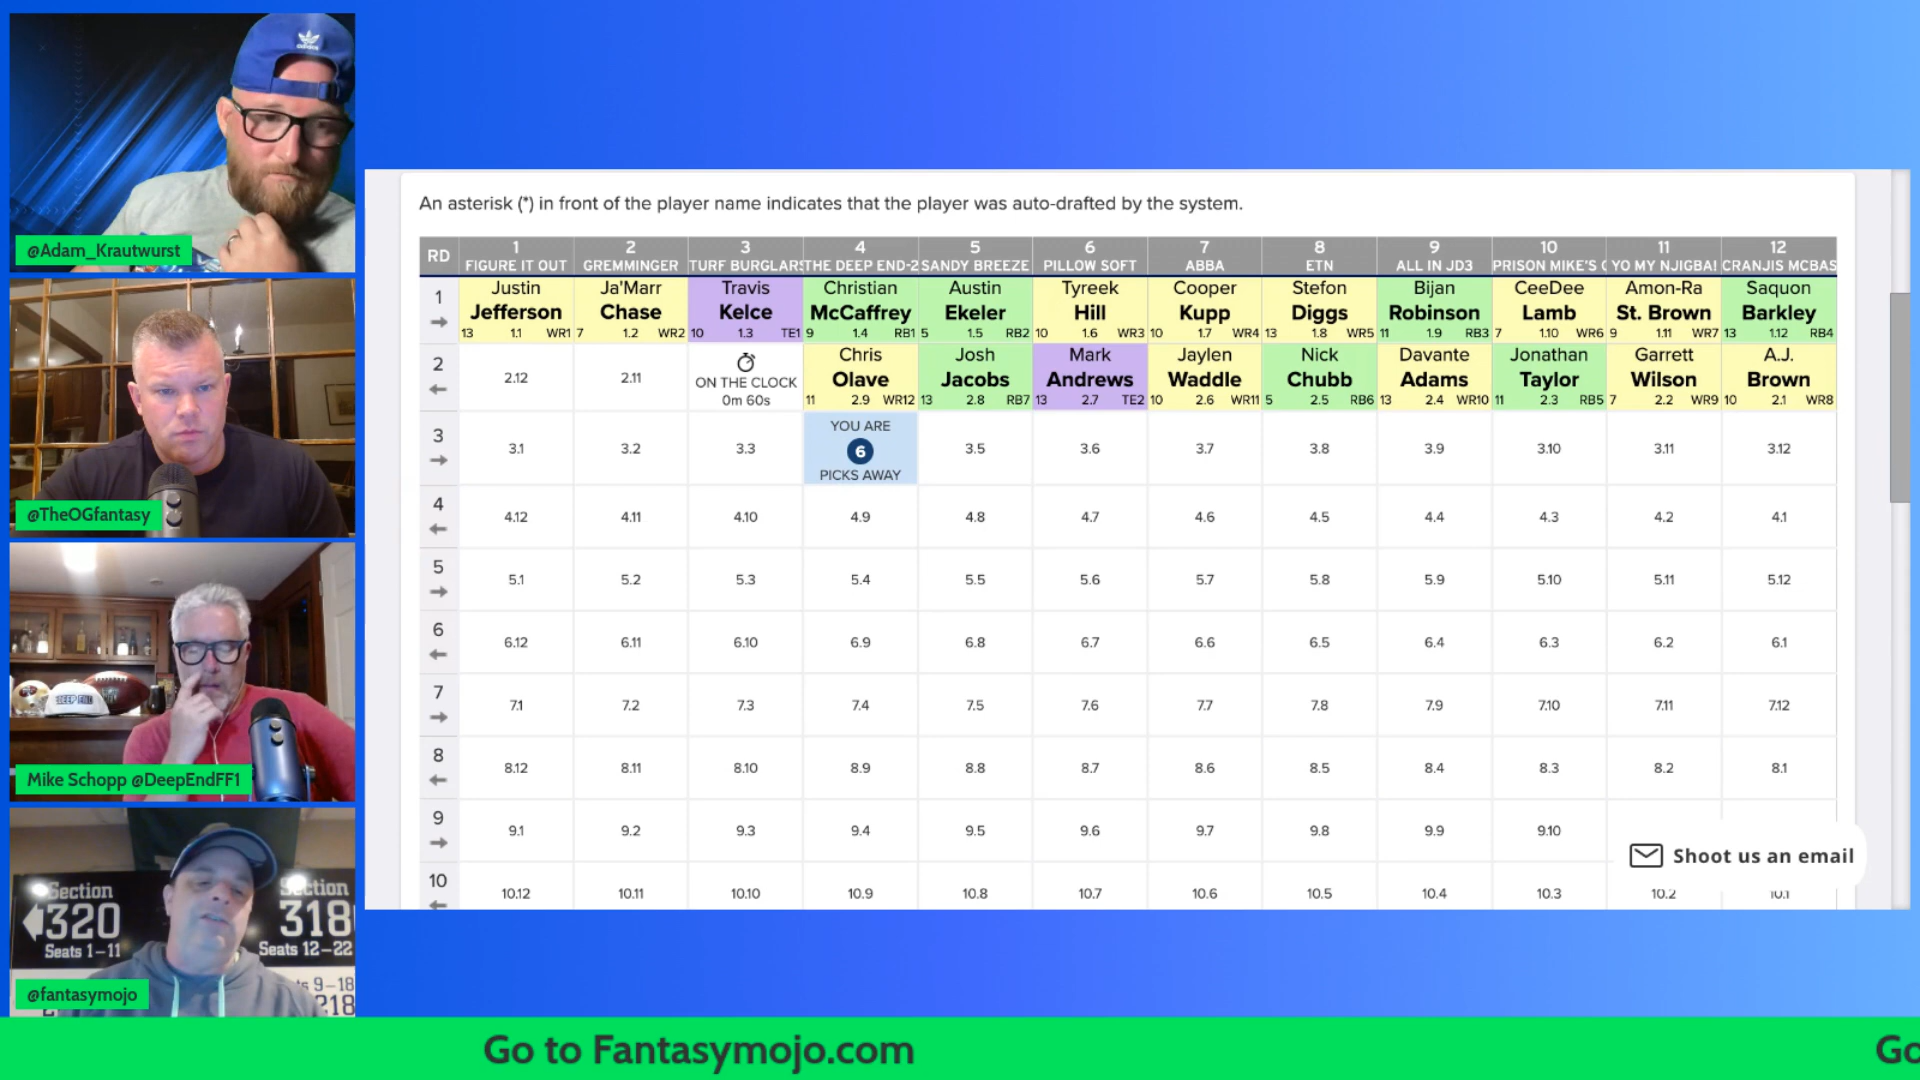 adidas
@Adam_Krautwurst
@TheOGfantasy
DEEP END
Mike Schopp @DeepEndFF1
Section
320
Seats 1-11
Section
318
Seats 12-22
9-18
218
@fantasymojo
An asterisk (*) in front of the player name indicates that the player was auto-drafted by the system.
RD 1 2 3 4 5 6 7 8 9 10 11 12
FIGURE IT OUT GREMMINGER TURF BURGLARS THE DEEP END-2 SANDY BREEZE PILLOW SOFT ABBA ETN ALL IN JD3 PRISON MIKE'S YO MY NJIGBA! CRANJIS MCBAS
1 Justin Ja'Marr Travis Christian Austin Tyreek Cooper Stefon Bijan CeeDee Amon-Ra Saquon
Jefferson Chase Kelce McCaffrey Ekeler Hill Kupp Diggs Robinson Lamb St. Brown Barkley
13 1.1 WR1 7 1.2 WR2 10 1.3 TE1 9 1.4 RB1 5 1.5 RB2 10 1.6 WR3 10 1.7 WR4 13 1.8 WR5 11 1.9 RB3 7 1.10 WR6 9 1.11 WR7 13 1.12 RB4
2 2.12 2.11 ON THE CLOCK Chris Josh Mark Jaylen Nick Davante Jonathan Garrett A.J.
0m 60s Olave Jacobs Andrews Waddle Chubb Adams Taylor Wilson Brown
11 2.9 WR12 13 2.8 RB7 13 2.7 TE2 10 2.6 WR11 5 2.5 RB6 13 2.4 WR10 11 2.3 RB5 7 2.2 WR9 10 2.1 WR8
3 3.1 3.2 3.3 YOU ARE 6 PICKS AWAY 3.5 3.6 3.7 3.8 3.9 3.10 3.11 3.12
4 4.12 4.11 4.10 4.9 4.8 4.7 4.6 4.5 4.4 4.3 4.2 4.1
5 5.1 5.2 5.3 5.4 5.5 5.6 5.7 5.8 5.9 5.10 5.11 5.12
6 6.12 6.11 6.10 6.9 6.8 6.7 6.6 6.5 6.4 6.3 6.2 6.1
7 7.1 7.2 7.3 7.4 7.5 7.6 7.7 7.8 7.9 7.10 7.11 7.12
8 8.12 8.11 8.10 8.9 8.8 8.7 8.6 8.5 8.4 8.3 8.2 8.1
9 9.1 9.2 9.3 9.4 9.5 9.6 9.7 9.8 9.9 9.10
Shoot us an email
10 10.12 10.11 10.10 10.9 10.8 10.7 10.6 10.5 10.4 10.3 10.2 10.1
Go to Fantasymojo.com
Go